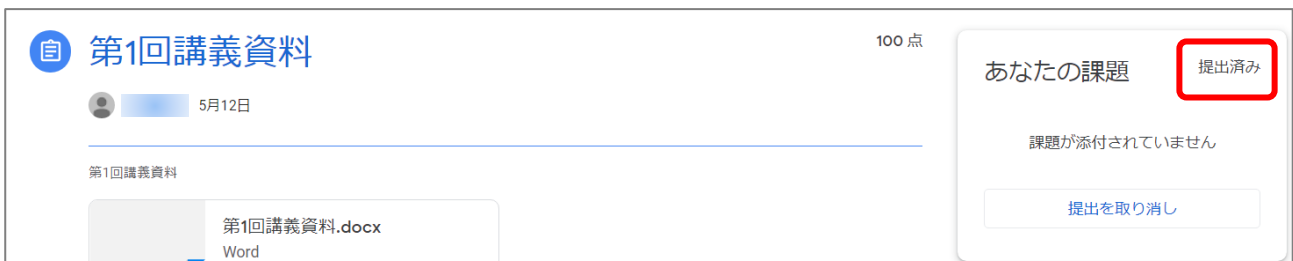 第1回講義資料
100 点
5月12日
第1回講義資料
第1回講義資料.docx
Word
あなたの課題
提出済み
課題が添付されていません
提出を取り消し